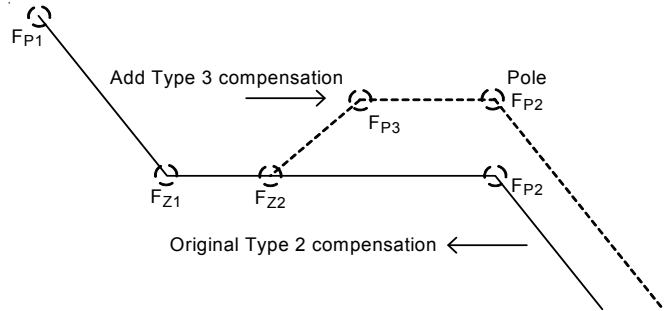 FP1
Add Type 3 compensation
Pole
FP2
FP3
FZ1
FZ2
FP2
Original Type 2 compensation